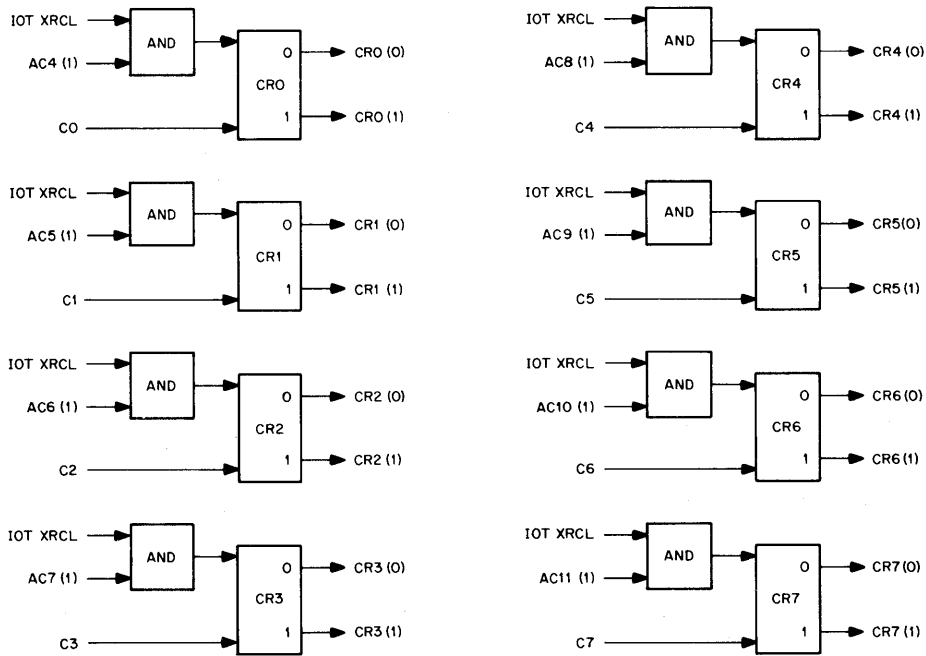 IOT XRCL
AND
AC4 (1)
0
CR0 (0)
CR0
1
CR0 (1)
C0
IOT XRCL
AND
AC8 (1)
0
CR4 (0)
CR4
1
CR4 (1)
C4
IOT XRCL
AND
AC5 (1)
0
CR1 (0)
CR1
1
CR1 (1)
C1
IOT XRCL
AND
AC9 (1)
0
CR5(0)
CR5
1
CR5 (1)
C5
IOT XRCL
AND
AC6 (1)
0
CR2 (0)
CR2
1
CR2 (1)
C2
IOT XRCL
AND
AC10 (1)
0
CR6 (0)
CR6
1
CR6 (1)
C6
IOT XRCL
AND
AC7 (1)
0
CR3 (0)
CR3
1
CR3 (1)
C3
IOT XRCL
AND
AC11 (1)
0
CR7 (0)
CR7
1
CR7 (1)
C7